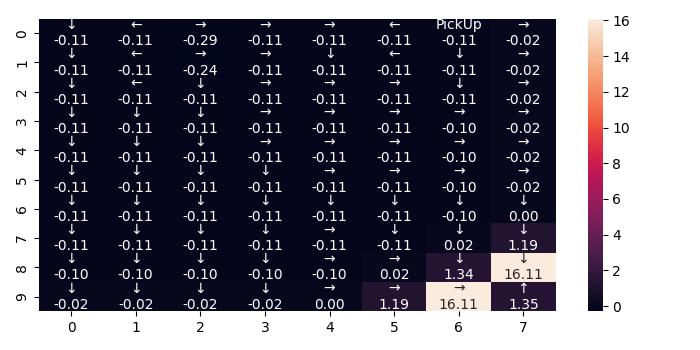 ↓ ← → → → ← PickUp →
0 -0.11 -0.11 -0.29 -0.11 -0.11 -0.11 -0.11 -0.02
↓ ← → → ↓ ← ↓ →
1 -0.11 -0.11 -0.24 -0.11 -0.11 -0.11 -0.11 -0.02
↓ ← ↓ → → → ↓ →
2 -0.11 -0.11 -0.11 -0.11 -0.11 -0.11 -0.11 -0.02
↓ ↓ ↓ → → → → →
3 -0.11 -0.11 -0.11 -0.11 -0.11 -0.11 -0.10 -0.02
↓ ↓ ↓ → → → → →
4 -0.11 -0.11 -0.11 -0.11 -0.11 -0.11 -0.10 -0.02
↓ ↓ ↓ ↓ → → → →
5 -0.11 -0.11 -0.11 -0.11 -0.11 -0.11 -0.10 -0.02
↓ ↓ ↓ ↓ ↓ ↓ ↓ ↓
6 -0.11 -0.11 -0.11 -0.11 -0.11 -0.11 -0.10 0.00
↓ ↓ ↓ ↓ → ↓ ↓ ↓
7 -0.11 -0.11 -0.11 -0.11 -0.11 -0.11 0.02 1.19
↓ ↓ ↓ ↓ → → ↓ ↓
8 -0.10 -0.10 -0.10 -0.10 -0.10 0.02 1.34 16.11
↓ ↓ ↓ ↓ → → → ↑
9 -0.02 -0.02 -0.02 -0.02 0.00 1.19 16.11 1.35
0 1 2 3 4 5 6 7
16
14
12
10
8
6
4
2
0